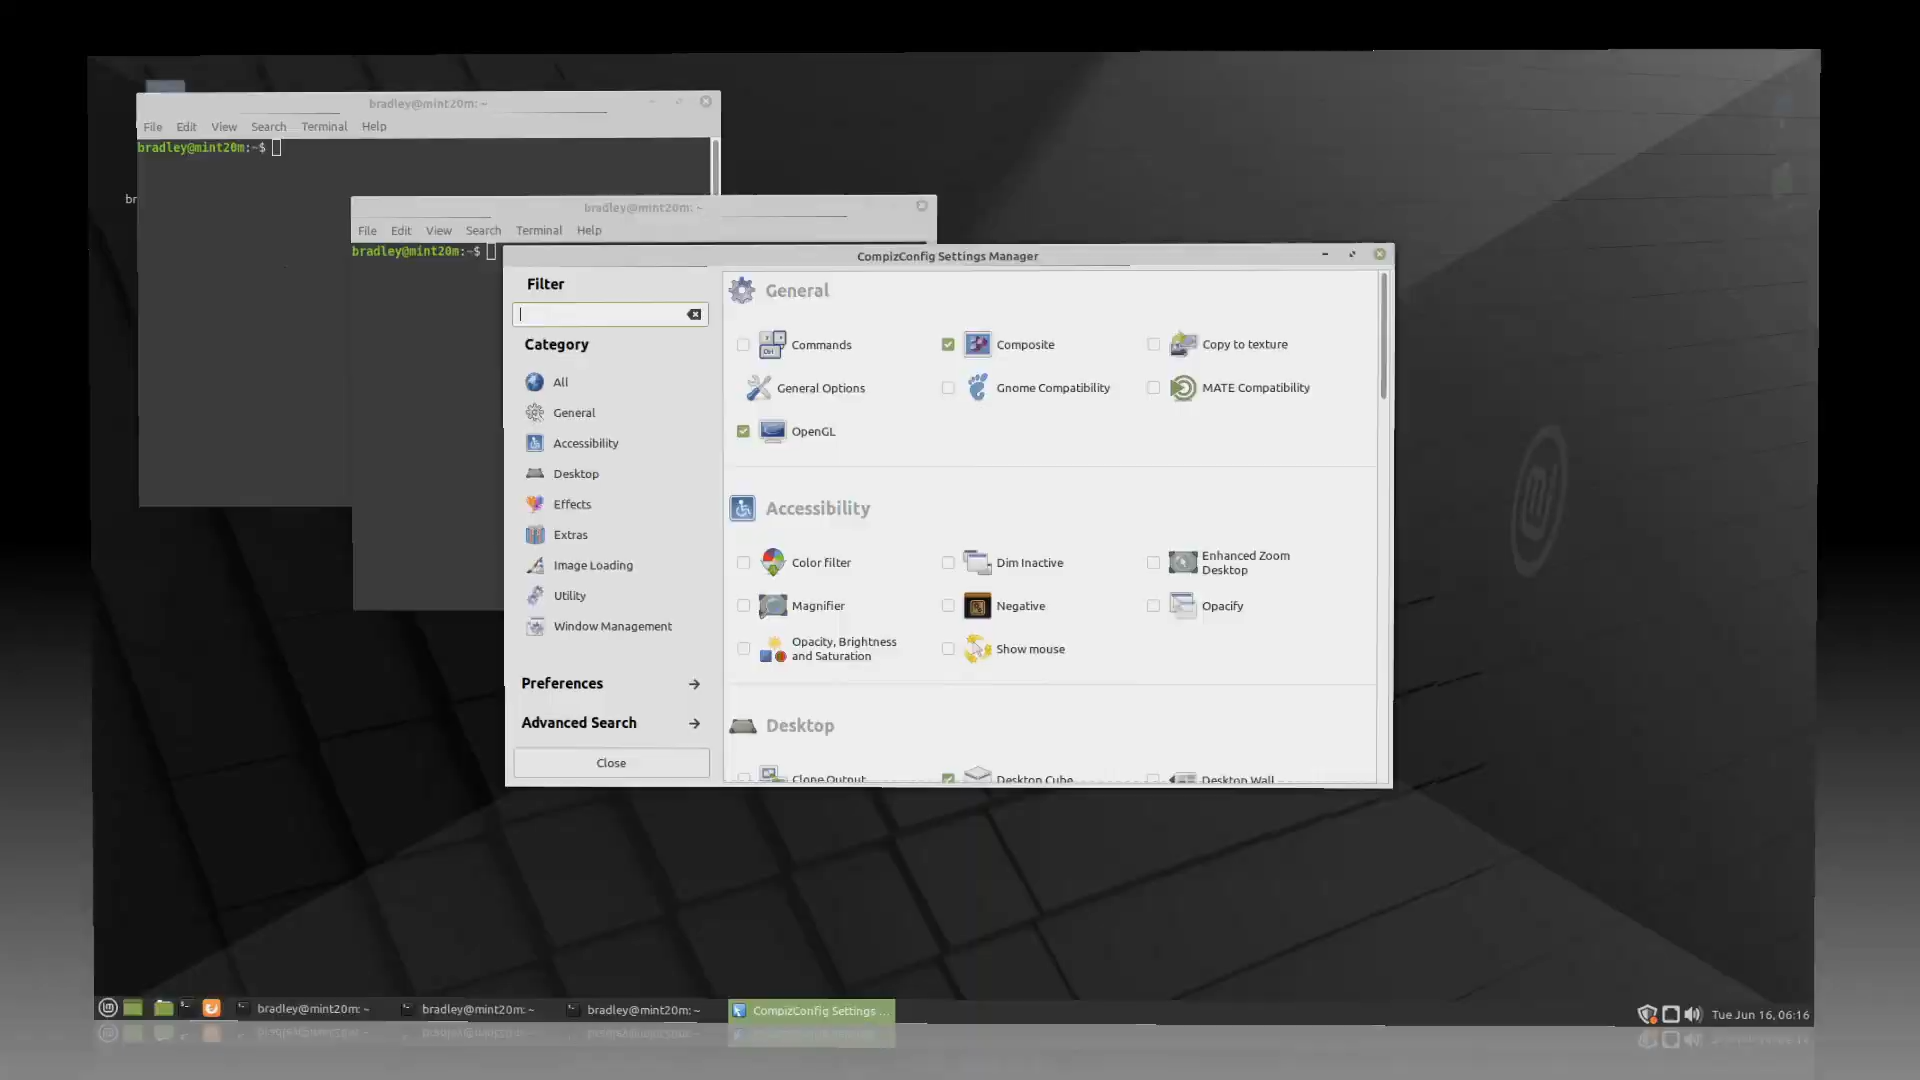 bradley@mint20m: ~
File Edit View Search Terminal Help
bradley@mint20m:~$
br
bradley@mint20m: ~
File Edit View Search Terminal Help
bradley@mint20m:~$
CompizConfig Settings Manager
Filter
Category
All
General
Accessibility
Desktop
Effects
Extras
Image Loading
Utility
Window Management
Preferences
Advanced Search
Close
General
Commands
Composite
Copy to texture
General Options
Gnome Compatibility
MATE Compatibility
OpenGL
Accessibility
Color filter
Dim Inactive
Enhanced Zoom
Desktop
Magnifier
Negative
Opacify
Opacity, Brightness
and Saturation
Show mouse
Desktop
Clone Output
Desktop Cube
Desktop Wall
bradley@mint20m: ~
bradley@mint20m: ~
bradley@mint20m: ~
CompizConfig Settings ...
Tue Jun 16, 06:16